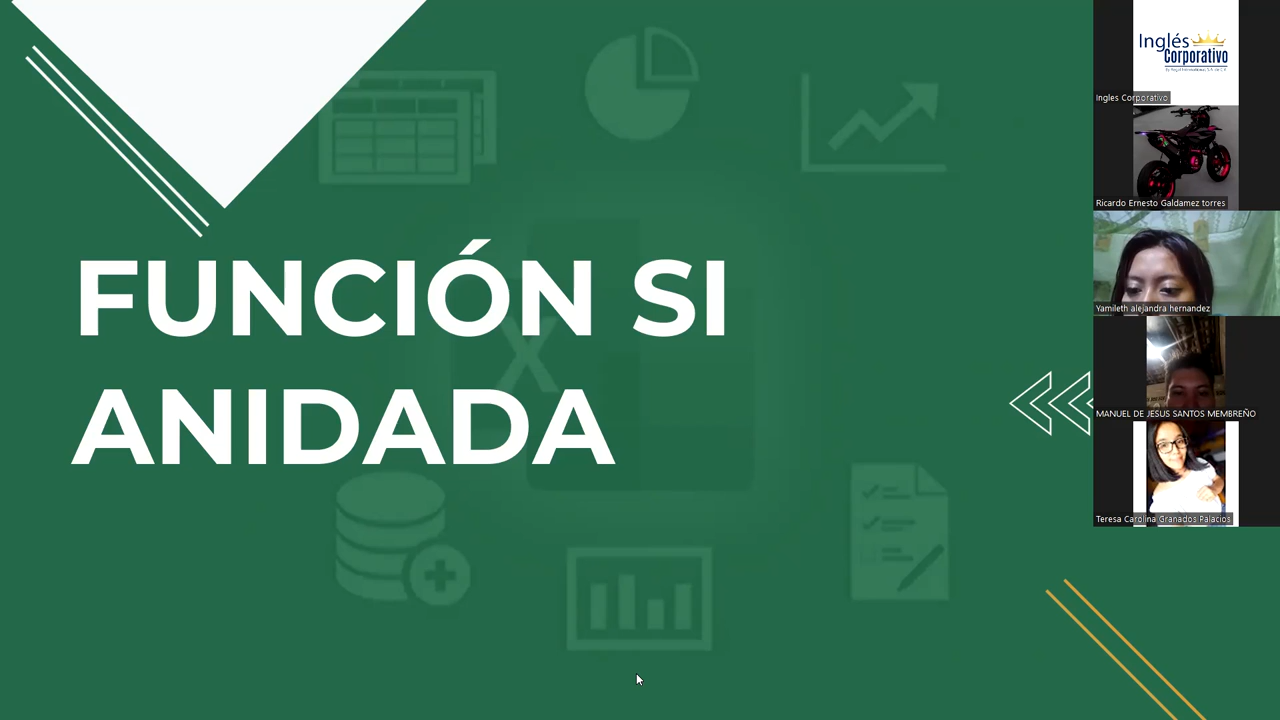 FUNCIÓN SI
ANIDADA
Inglés
Corporativo
Ingles Corporativo
Ricardo Ernesto Galdamez torres
Yamileth alejandra hernandez
MANUEL DE JESUS SANTOS MEMBREÑO
Teresa Carolina Granados Palacios